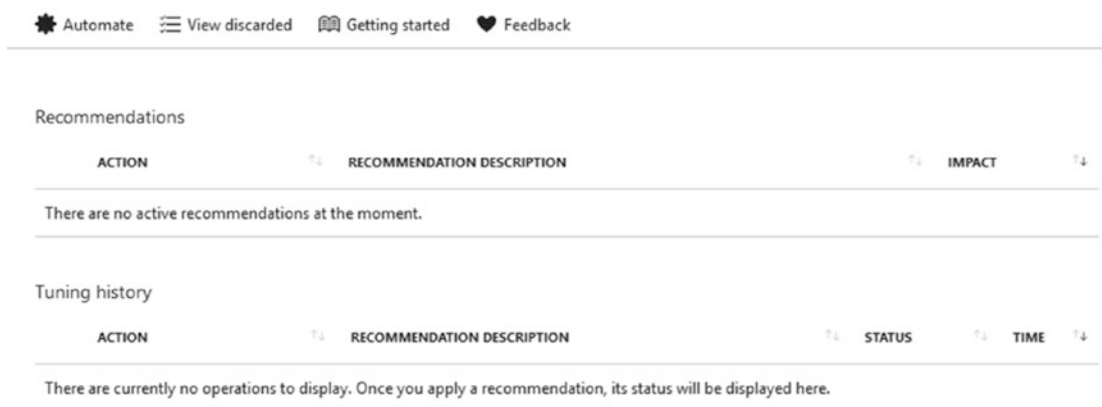 Automate View discarded Getting started Feedback
Recommendations
ACTION RECOMMENDATION DESCRIPTION IMPACT
There are no active recommendations at the moment.
Tuning history
ACTION RECOMMENDATION DESCRIPTION STATUS TIME
There are currently no operations to display. Once you apply a recommendation, its status will be displayed here.